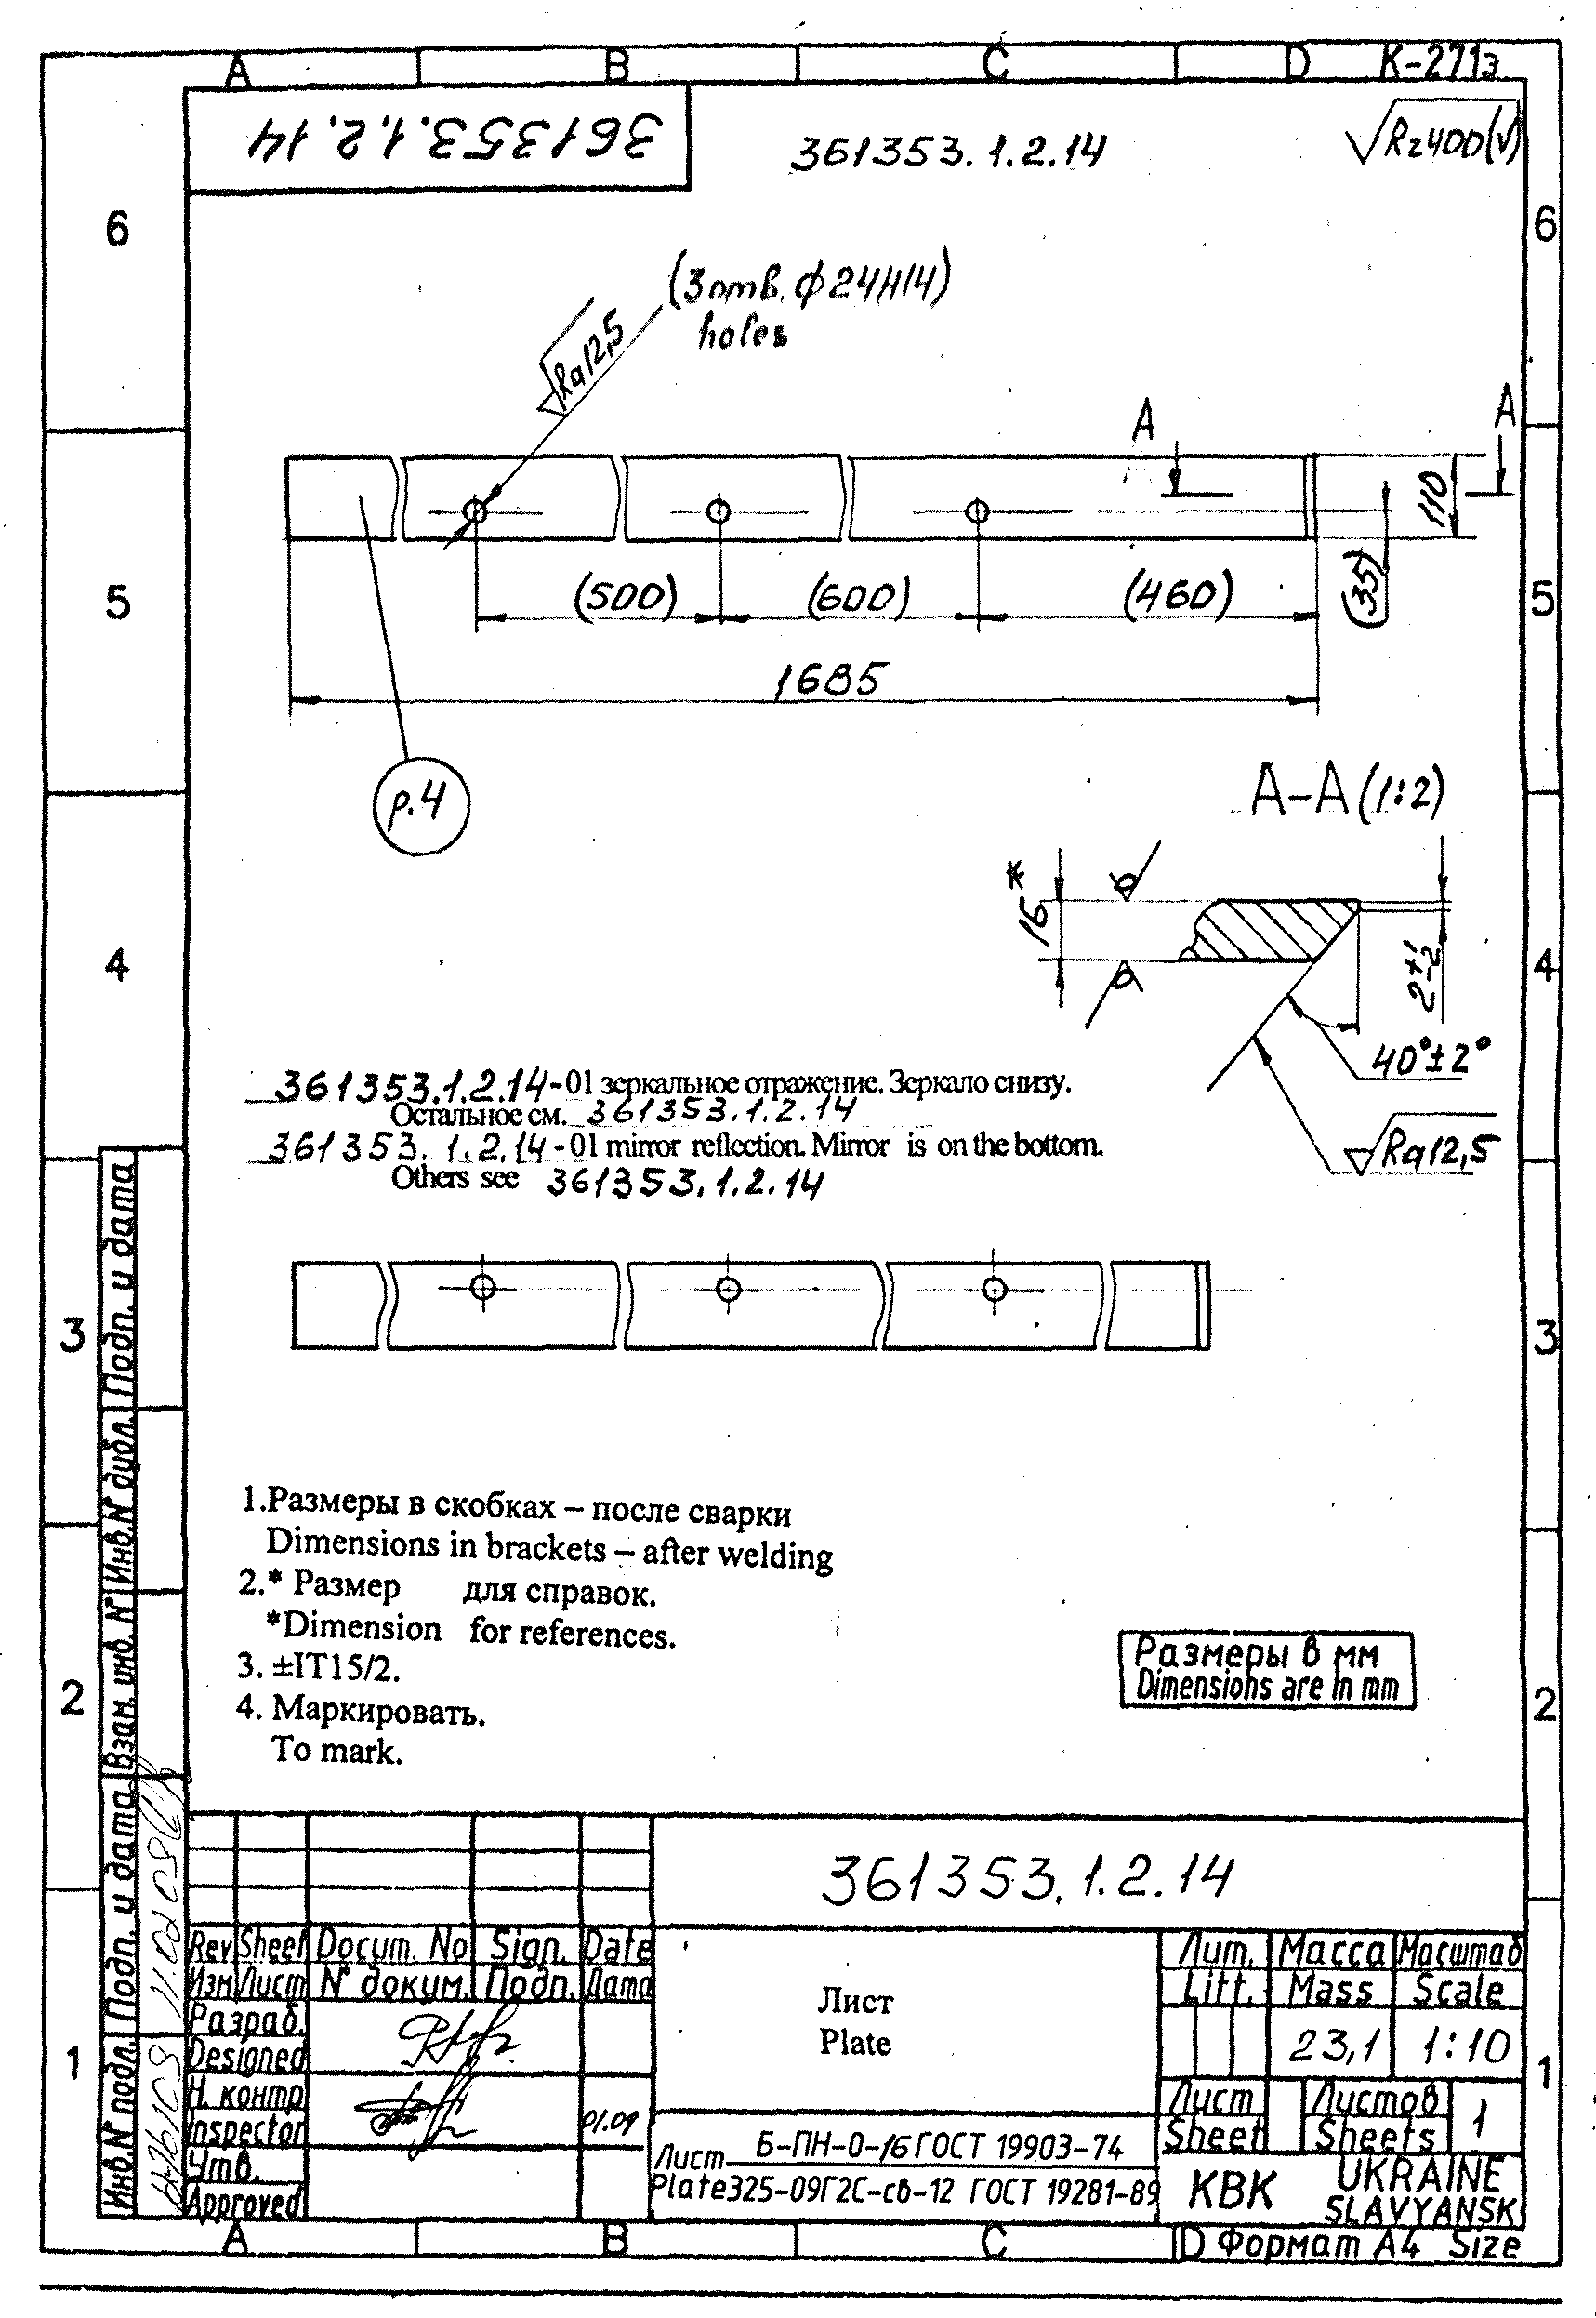 A B C D K-271э
361353.1.2.14
361353.1.2.14
Rz400(√)
6 6
(3 отв. ф24Н14)
holes
Ra12,5
A A
110
(35)
(500) (600) (460)
5 5
1685
р.4
A-A (1:2)
16*
2+1-2
40°±2°
Ra12,5
4 4
361353.1.2.14-01 зеркальное отражение. Зеркало снизу.
Остальное см. 361353.1.2.14
361353.1.2.14-01 mirror reflection. Mirror is on the bottom.
Others see 361353.1.2.14
3 3
1.Размеры в скобках – после сварки
Dimensions in brackets – after welding
2.* Размер для справок.
*Dimension for references.
3. ±IT15/2.
4. Маркировать.
To mark.
Размеры в мм
Dimensions are in mm
2 2
Подп. и дата
Инв.N° дубл.
Взам. инв. N°
Подп. и дата
Инв.N° подл.
361353.1.2.14
Rev Sheet Docum. No Sign. Date
Изм Лист N° докум. Подп. Дата
Разраб.
Designed
Н. контр
Inspector 01.09
Утв.
Approved
Лист
Plate
Лит. Масса Масштаб
Litt. Mass Scale
23,1 1:10
Лист Листов
Sheet Sheets 1
Лист Б-ПН-О-16 ГОСТ 19903-74
Plate 325-09Г2С-св-12 ГОСТ 19281-89
КВК UKRAINE
SLAVYANSK
1 1
A B C D Формат А4 Size